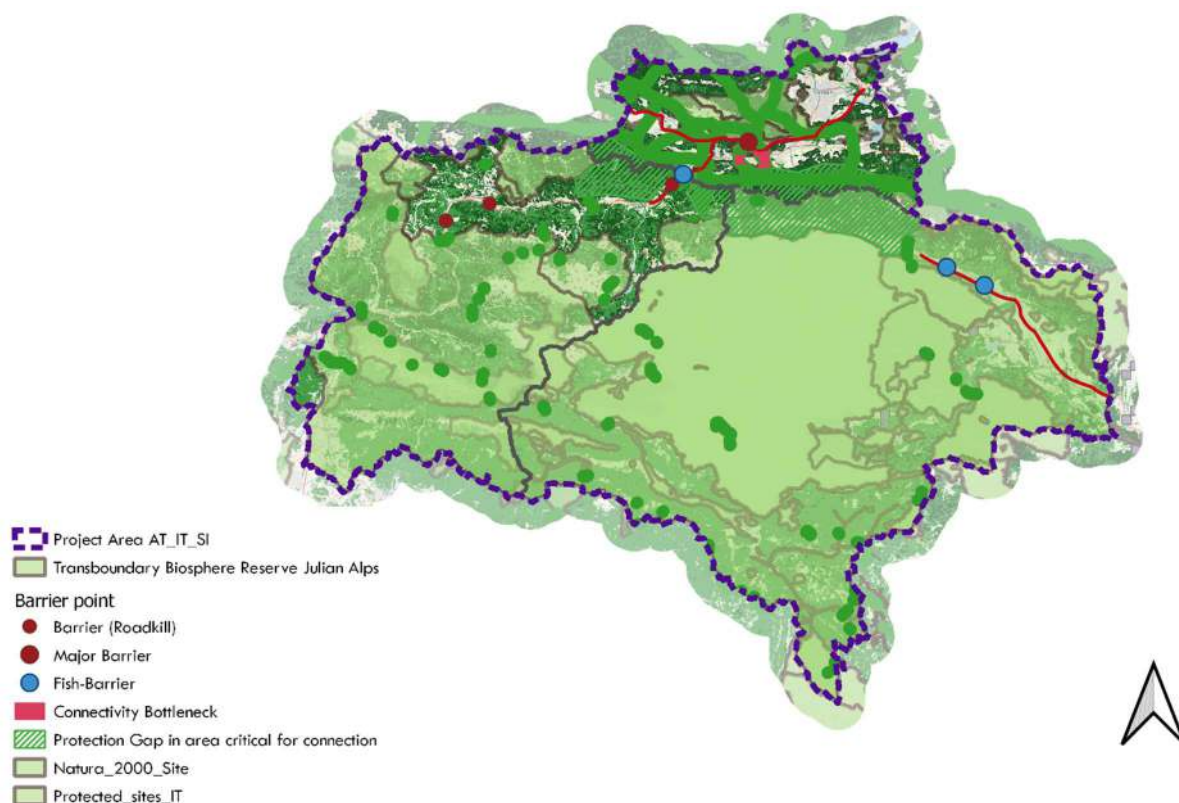 Project Area AT_IT_SI
Transboundary Biosphere Reserve Julian Alps
Barrier point
Barrier (Roadkill)
Major Barrier
Fish-Barrier
Connectivity Bottleneck
Protection Gap in area critical for connection
Natura_2000_Site
Protected_sites_IT